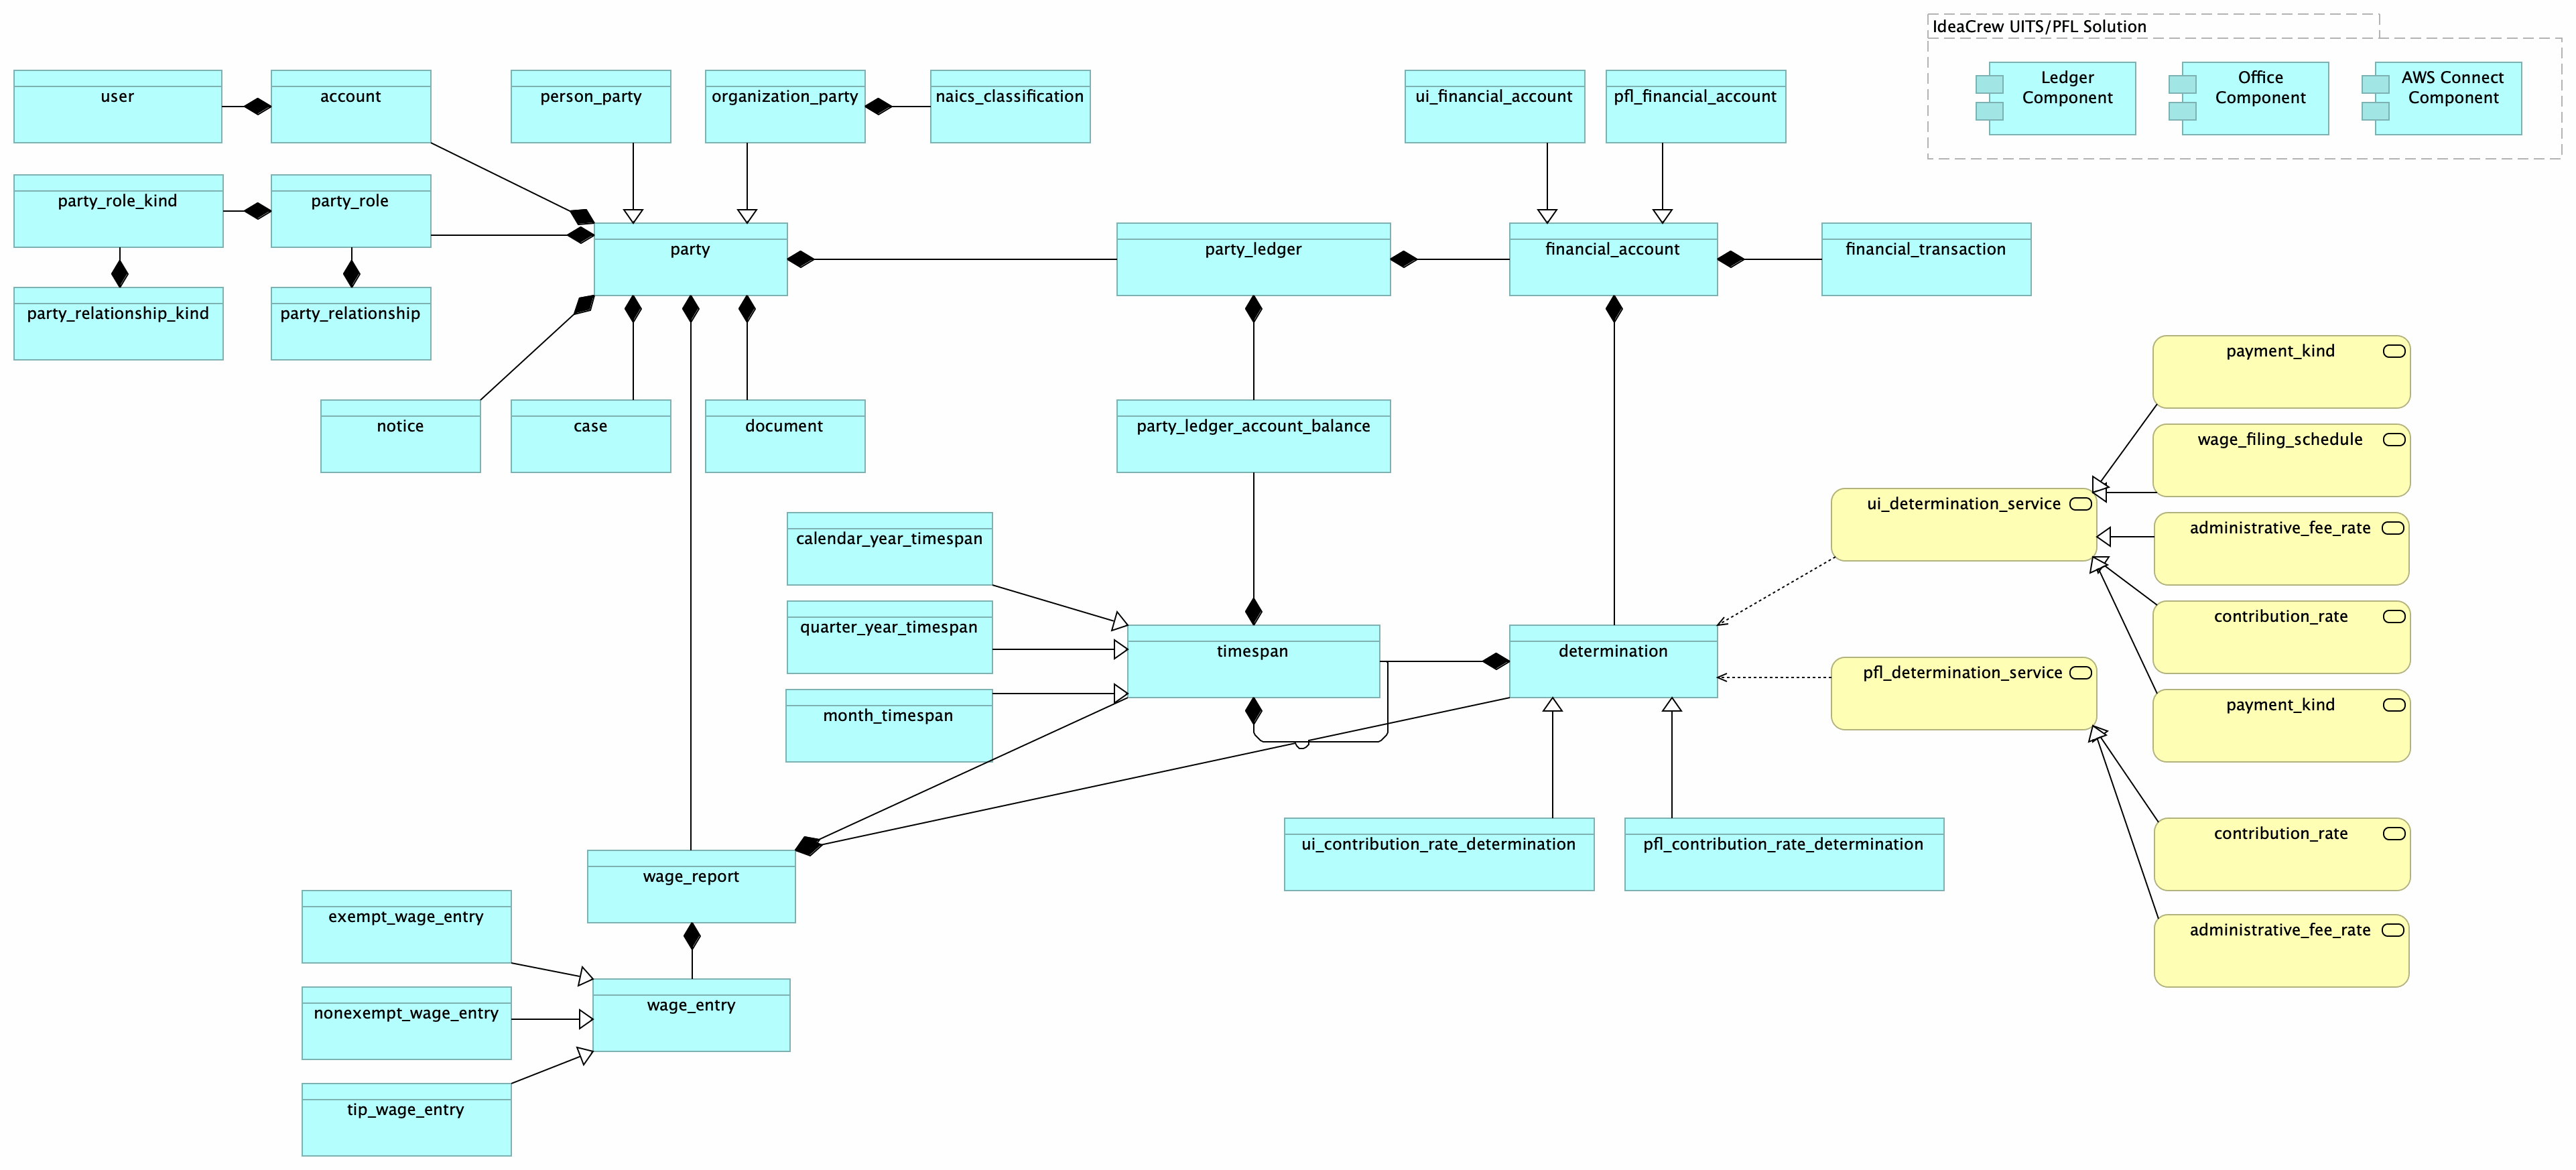 IdeaCrew UITS/PFL Solution
Ledger
Component
Office
Component
AWS Connect
Component
user
account
person_party
organization_party
naics_classification
ui_financial_account
pfl_financial_account
party_role_kind
party_role
party
party_ledger
financial_account
financial_transaction
party_relationship_kind
party_relationship
payment_kind
notice
case
document
party_ledger_account_balance
wage_filing_schedule
ui_determination_service
administrative_fee_rate
calendar_year_timespan
quarter_year_timespan
contribution_rate
timespan
determination
pfl_determination_service
month_timespan
payment_kind
ui_contribution_rate_determination
pfl_contribution_rate_determination
contribution_rate
wage_report
exempt_wage_entry
administrative_fee_rate
nonexempt_wage_entry
wage_entry
tip_wage_entry